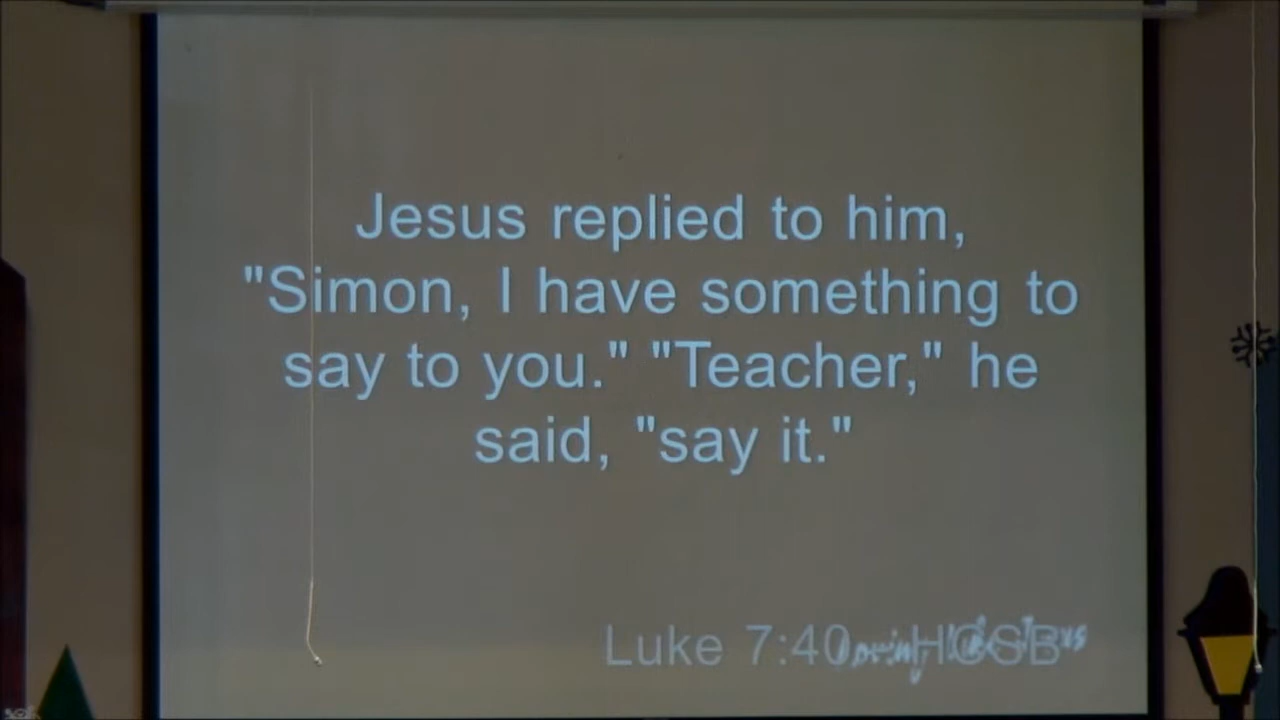 Jesus replied to him,
"Simon, I have something to
say to you." "Teacher," he
said, "say it."
Luke 7:40 HCSB